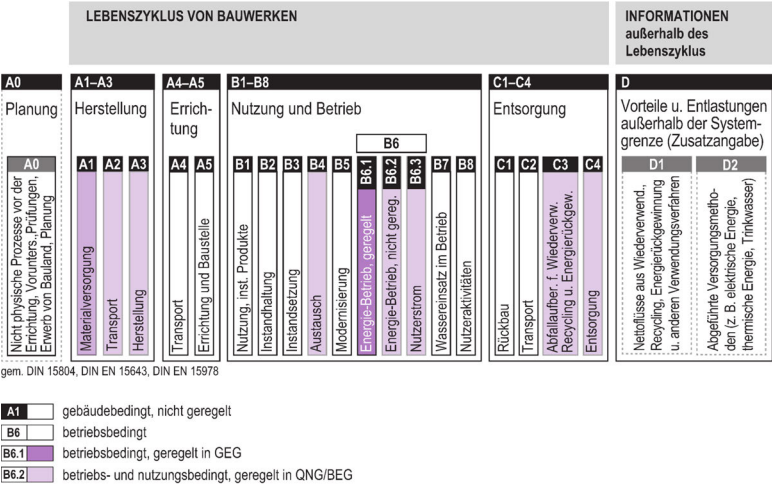 LEBENSZYKLUS VON BAUWERKEN
INFORMATIONEN
außerhalb des
Lebenszyklus
A0
Planung
A1–A3
Herstellung
A4–A5
Errich-
tung
B1–B8
Nutzung und Betrieb
C1–C4
Entsorgung
D
Vorteile u. Entlastungen
außerhalb der System-
grenze (Zusatzangabe)
A0
Nicht physische Prozesse vor der
Errichtung, Vorunters., Prüfungen,
Erwerb von Bauland, Planung
A1
Materialversorgung
A2
Transport
A3
Herstellung
A4
Transport
A5
Errichtung und Baustelle
B1
Nutzung, inst. Produkte
B2
Instandhaltung
B3
Instandsetzung
B4
Austausch
B5
Modernisierung
B6
B6.1
Energie-Betrieb, geregelt
B6.2
Energie-Betrieb, nicht gereg.
B6.3
Nutzerstrom
B7
Wassereinsatz im Betrieb
B8
Nutzeraktivitäten
C1
Rückbau
C2
Transport
C3
Abfallaufber. f. Wiederverw.
Recycling u. Energierückgew.
C4
Entsorgung
D1
Nettoflüsse aus Wiederverwend.,
Recycling, Energierückgewinnung
u. anderen Verwendungsverfahren
D2
Abgeführte Versorgungsmetho-
den (z. B. elektrische Energie,
thermische Energie, Trinkwasser)
gem. DIN 15804, DIN EN 15643, DIN EN 15978
A1 gebäudebedingt, nicht geregelt
B6 betriebsbedingt
B6.1 betriebsbedingt, geregelt in GEG
B6.2 betriebs- und nutzungsbedingt, geregelt in QNG/BEG